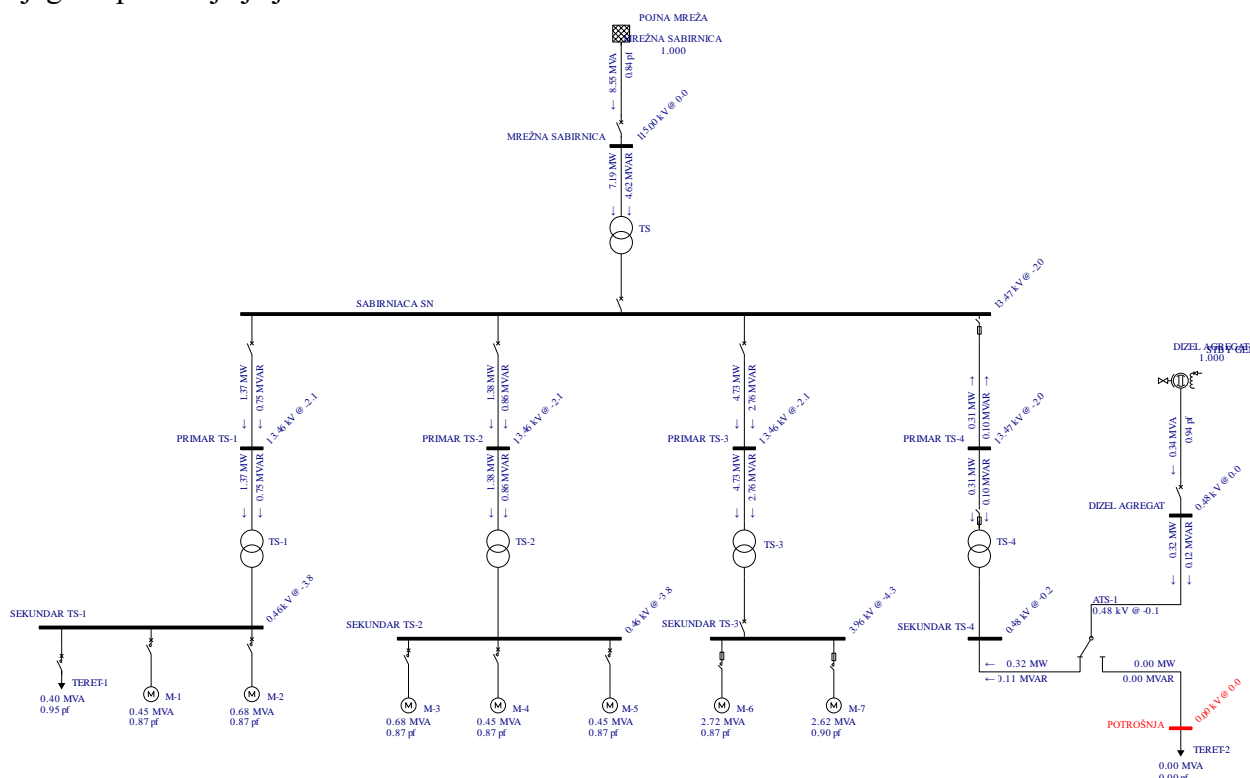 POJNA MREŽA
MREŽNA SABIRNICA
1.000
← 8.55 MVA
0.84 pf
MREŽNA SABIRNICA
115.00 kV @ 0.0
← 7.19 MW
← 4.62 MVAR
TS
SABIRNIACA SN
13.47 kV @ -2.0
← 1.37 MW
← 0.75 MVAR
← 1.38 MW
← 0.86 MVAR
← 4.73 MW
← 2.76 MVAR
0.31 MW →
0.10 MVAR →
DIZEL AGREGAT
1.000
← 0.34 MVA
0.94 pf
PRIMAR TS-1
13.46 kV @ -2.1
PRIMAR TS-2
13.46 kV @ -2.1
PRIMAR TS-3
13.46 kV @ -2.1
PRIMAR TS-4
13.47 kV @ -2.0
← 1.37 MW
← 0.75 MVAR
← 1.38 MW
← 0.86 MVAR
← 4.73 MW
← 2.76 MVAR
← 0.31 MW
← 0.10 MVAR
DIZEL AGREGAT
0.48 kV @ 0.0
← 0.32 MW
← 0.12 MVAR
TS-1
TS-2
TS-3
TS-4
ATS-1
0.48 kV @ -0.1
SEKUNDAR TS-1
0.46 kV @ -3.8
SEKUNDAR TS-2
0.46 kV @ -3.8
SEKUNDAR TS-3
3.96 kV @ -4.3
SEKUNDAR TS-4
0.48 kV @ -0.2
← 0.32 MW
← 0.11 MVAR
0.00 MW
0.00 MVAR
0.00 kV @ 0.0
POTROŠNJA
TERET-1
0.40 MVA
0.95 pf
M
M-1
0.45 MVA
0.87 pf
M
M-2
0.68 MVA
0.87 pf
M
M-3
0.68 MVA
0.87 pf
M
M-4
0.45 MVA
0.87 pf
M
M-5
0.45 MVA
0.87 pf
M
M-6
2.72 MVA
0.87 pf
M
M-7
2.62 MVA
0.90 pf
TERET-2
0.00 MVA
0.00 pf